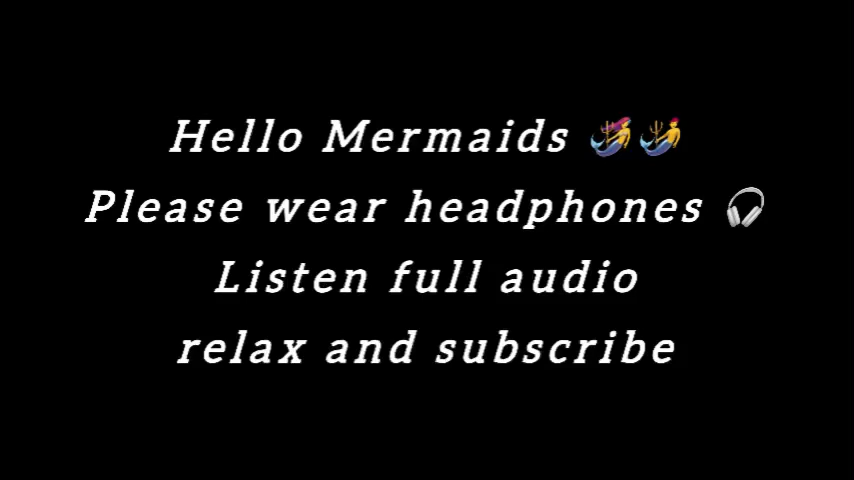 Hello Mermaids 🧜‍♀️🧜‍♂️
Please wear headphones 🎧
Listen full audio
relax and subscribe